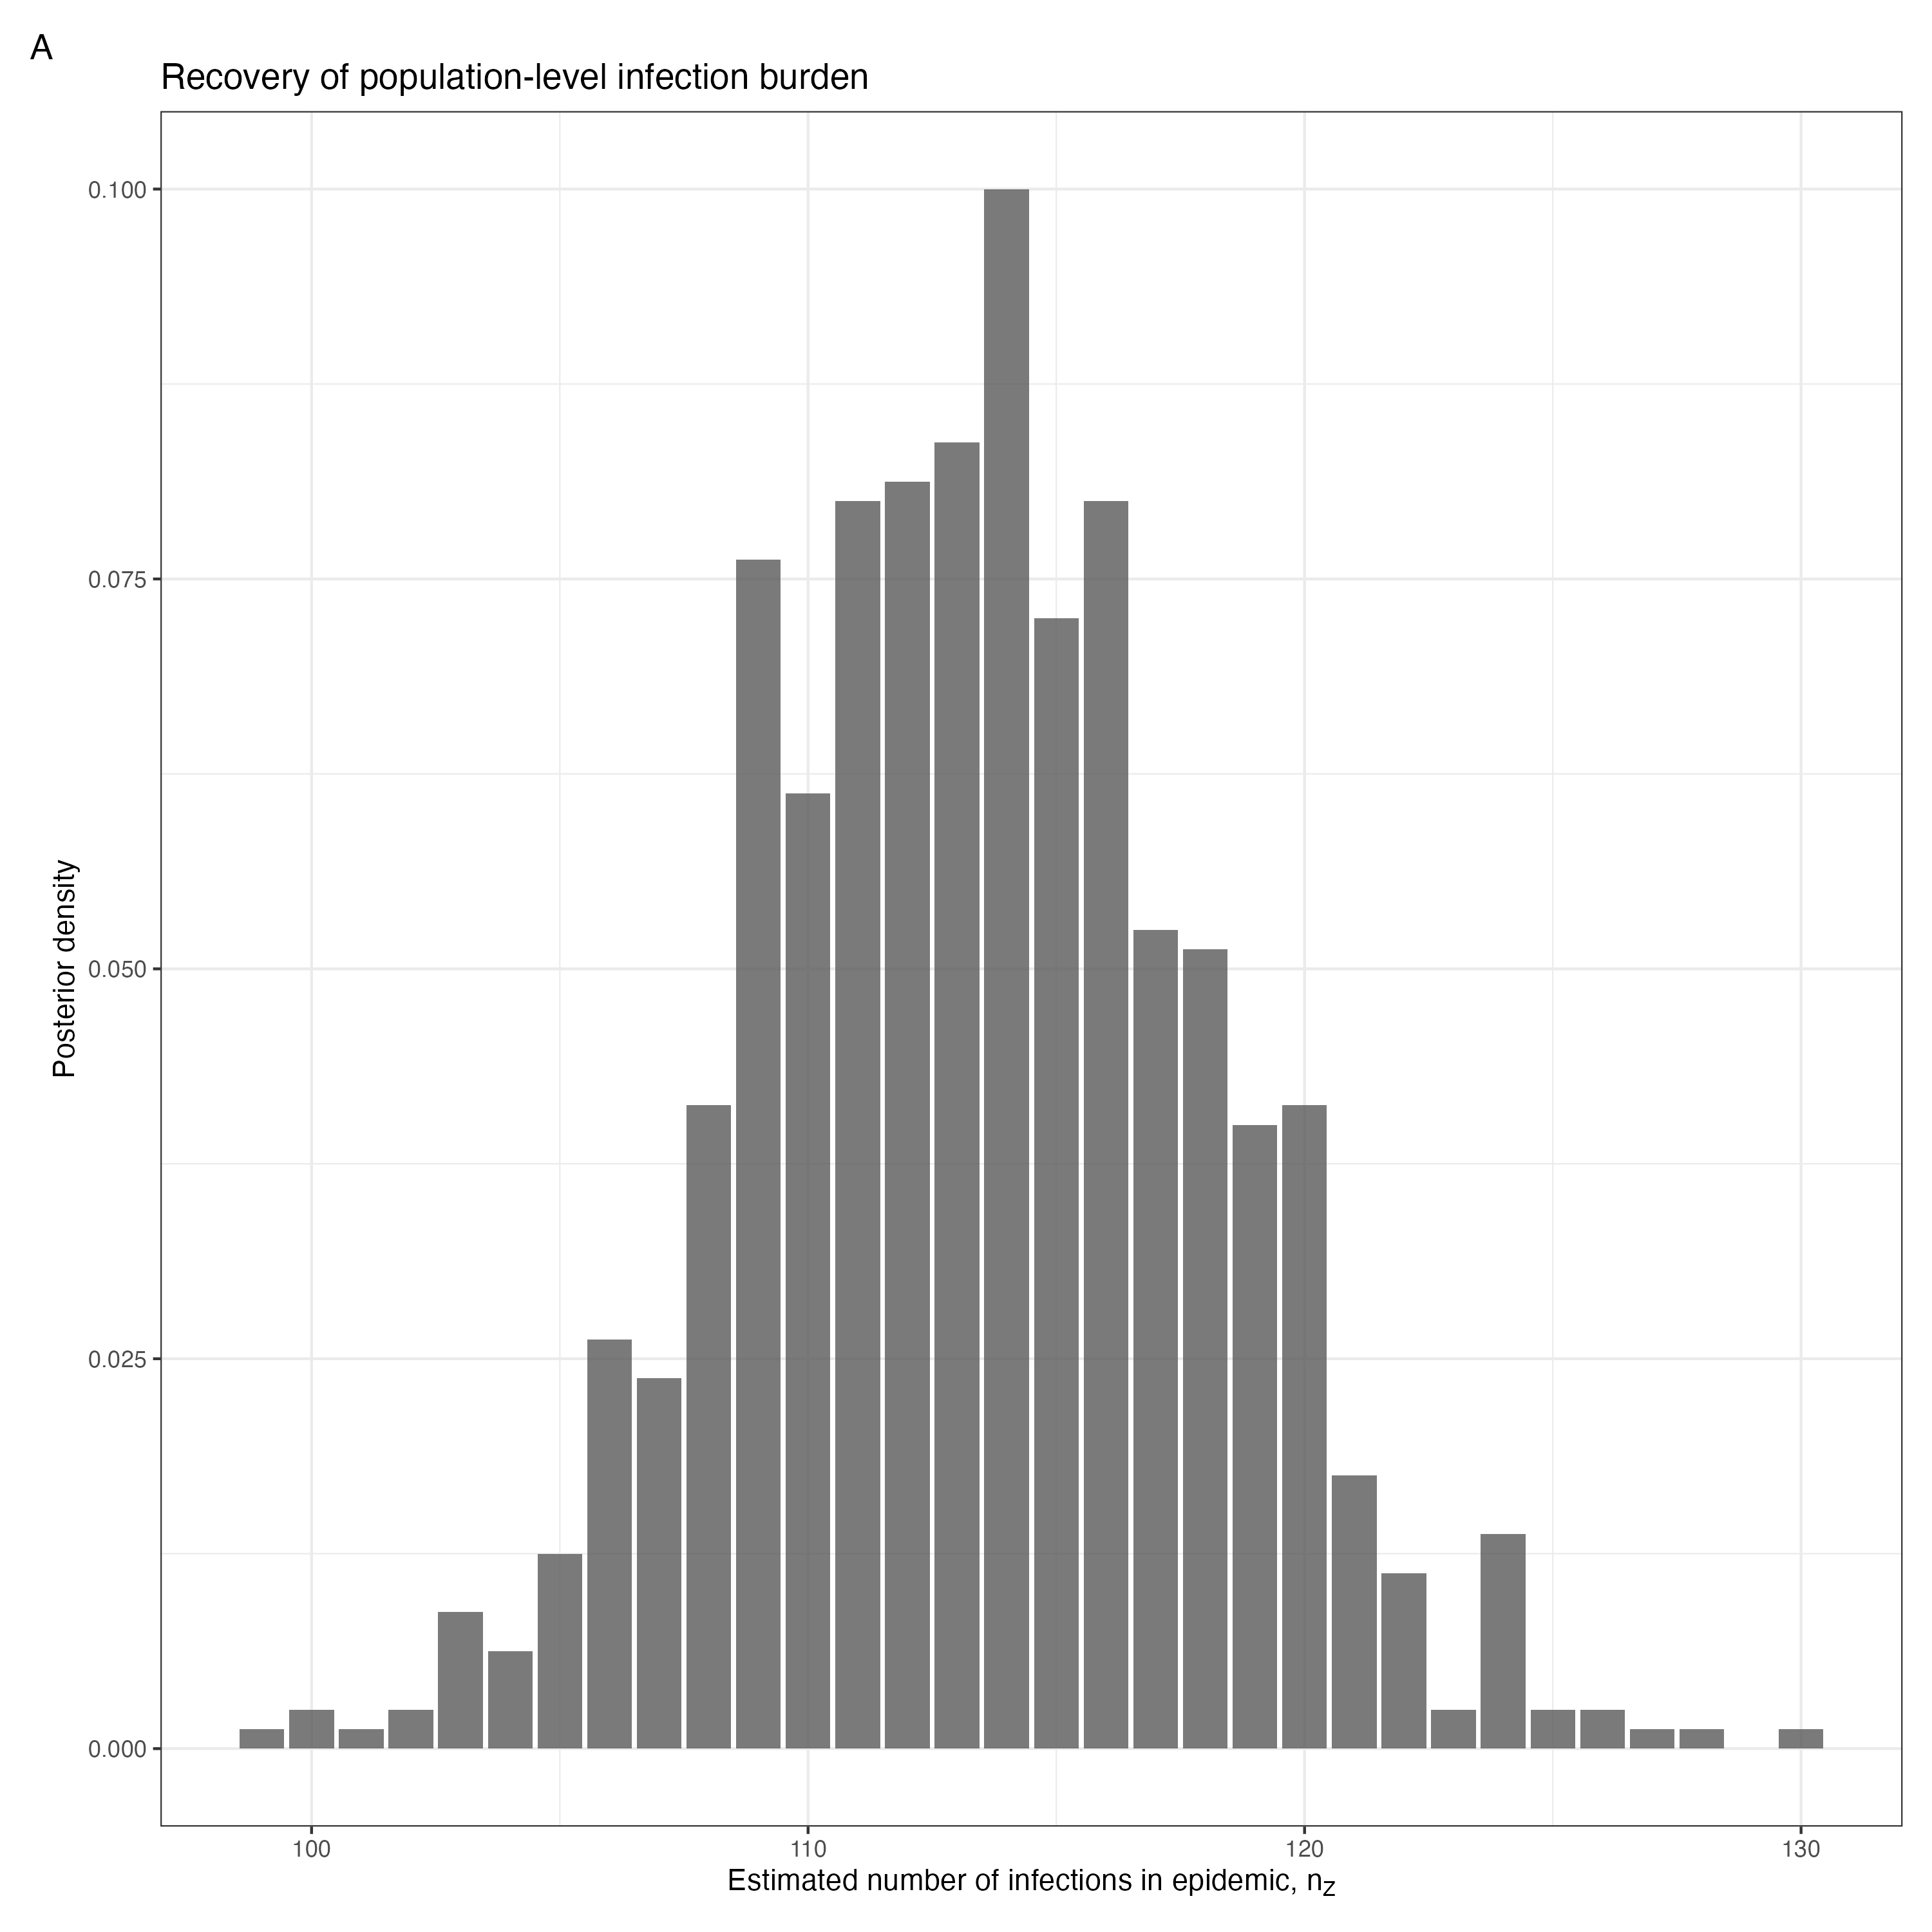 A
Recovery of population-level infection burden
0.100
0.075
0.050
0.025
0.000
Posterior density
100 110 120 130
Estimated number of infections in epidemic, nZ